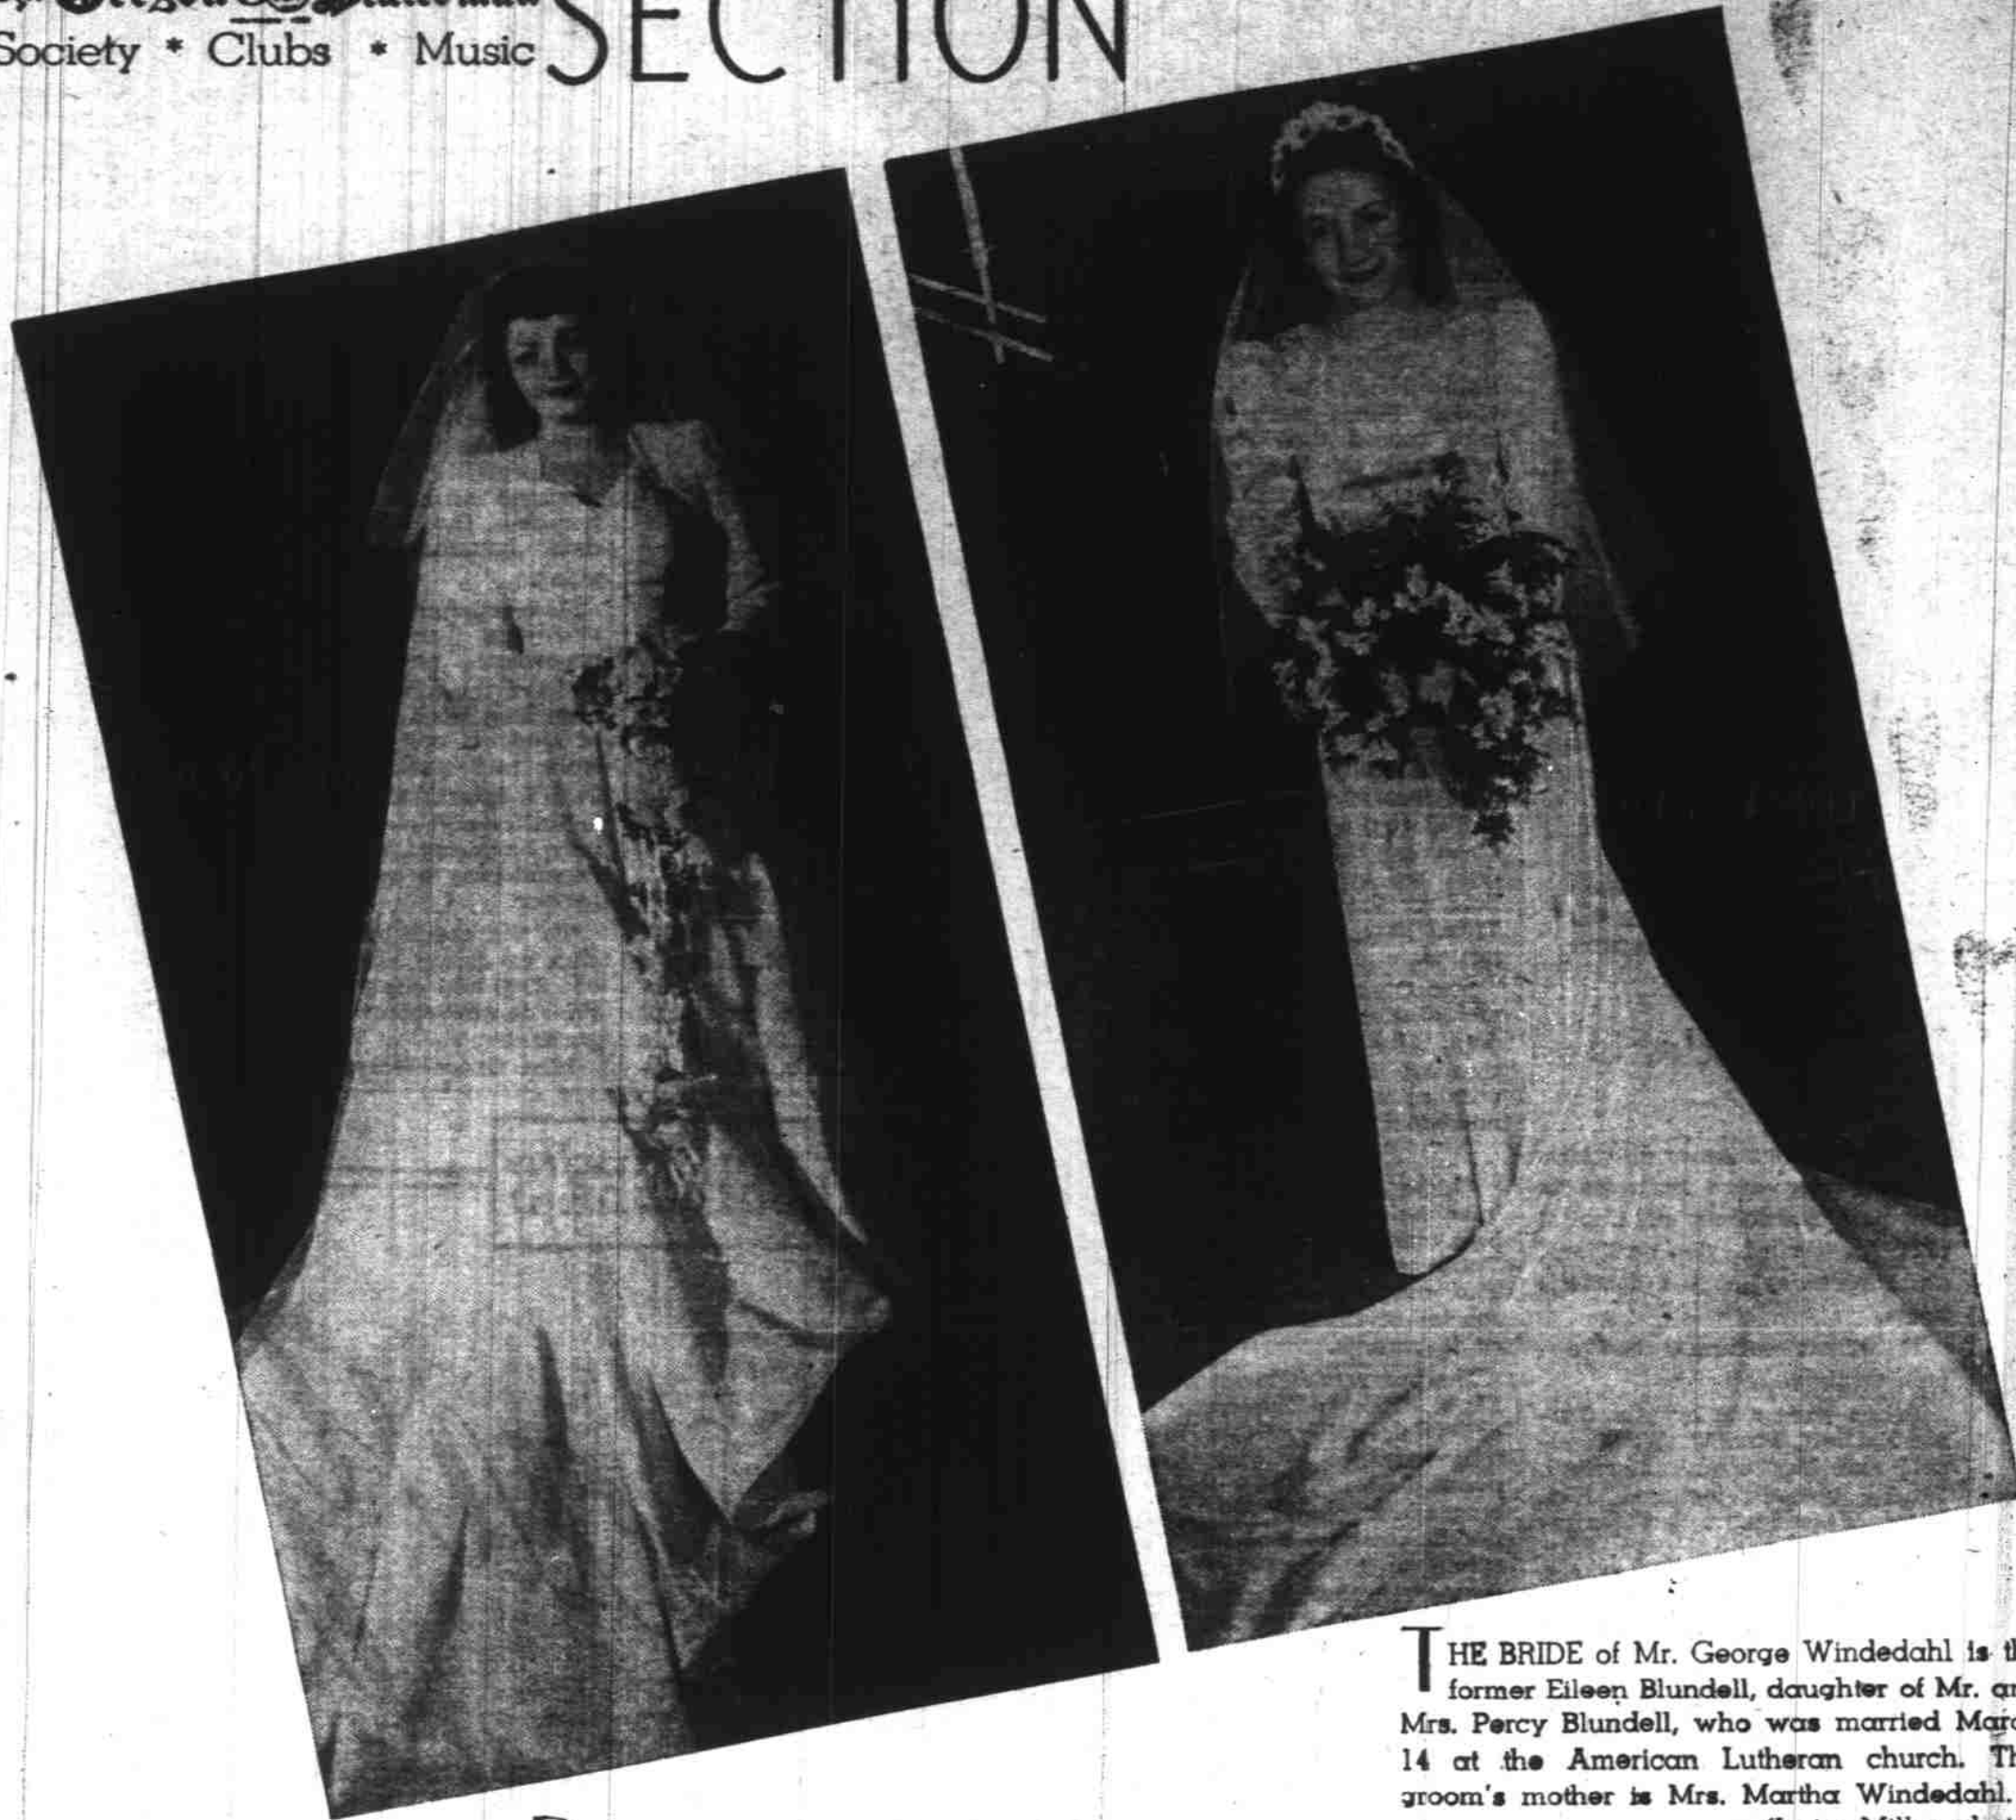 Society * Clubs * Music
SECTION
THE BRIDE of Mr. George Windedahl is
former Eileen Blundell, daughter of Mr.
Mrs. Percy Blundell, who was married
14 at the American Lutheran church.
groom's mother is Mrs. Martha Windedahl.